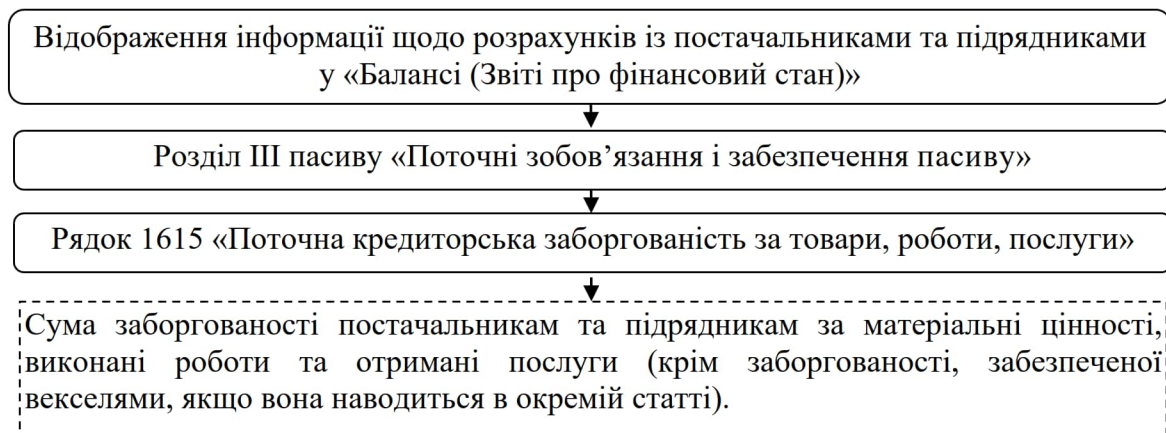 Відображення інформації щодо розрахунків із постачальниками та підрядниками
у «Балансі (Звіті про фінансовий стан)»
Розділ III пасиву «Поточні зобов’язання і забезпечення пасиву»
Рядок 1615 «Поточна кредиторська заборгованість за товари, роботи, послуги»
Сума заборгованості постачальникам та підрядникам за матеріальні цінності,
виконані роботи та отримані послуги (крім заборгованості, забезпеченої
векселями, якщо вона наводиться в окремій статті).